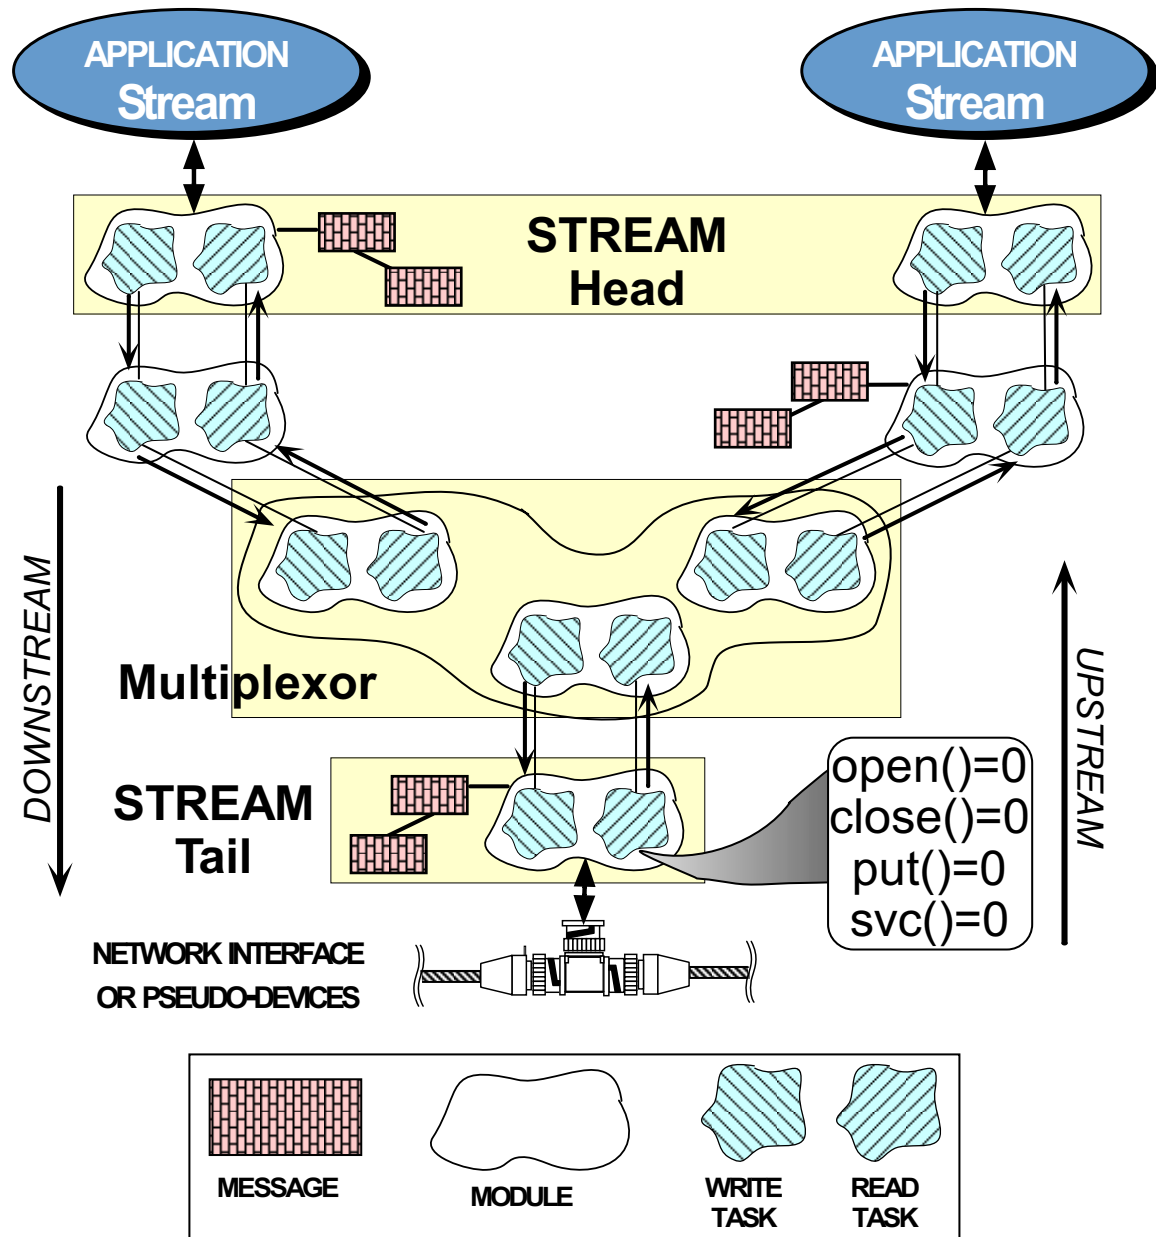 APPLICATION
Stream
APPLICATION
Stream
STREAM
Head
DOWNSTREAM
Multiplexor
UPSTREAM
STREAM
Tail
open()=0
close()=0
put()=0
svc()=0
NETWORK INTERFACE
OR PSEUDO-DEVICES
MESSAGE
MODULE
WRITE
TASK
READ
TASK